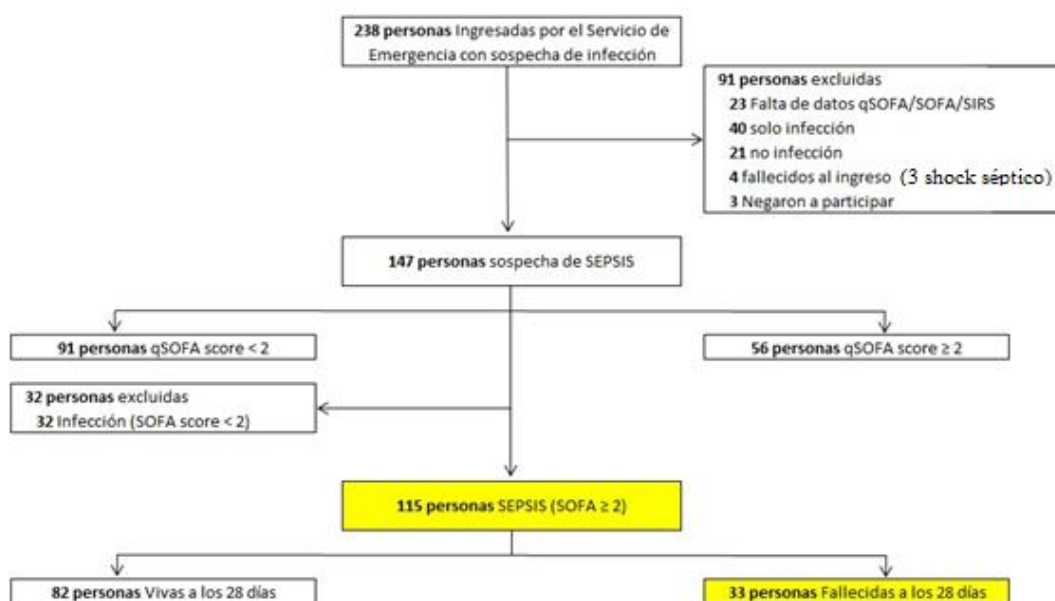 238 personas Ingresadas por el Servicio de
Emergencia con sospecha de infección
91 personas excluidas
23 Falta de datos qSOFA/SOFA/SIRS
40 solo infección
21 no infección
4 fallecidos al ingreso (3 shock séptico)
3 Negaron a participar
147 personas sospecha de SEPSIS
91 personas qSOFA score < 2
56 personas qSOFA score ≥ 2
32 personas excluidas
32 Infección (SOFA score < 2)
115 personas SEPSIS (SOFA ≥ 2)
82 personas Vivas a los 28 días
33 personas Fallecidas a los 28 días